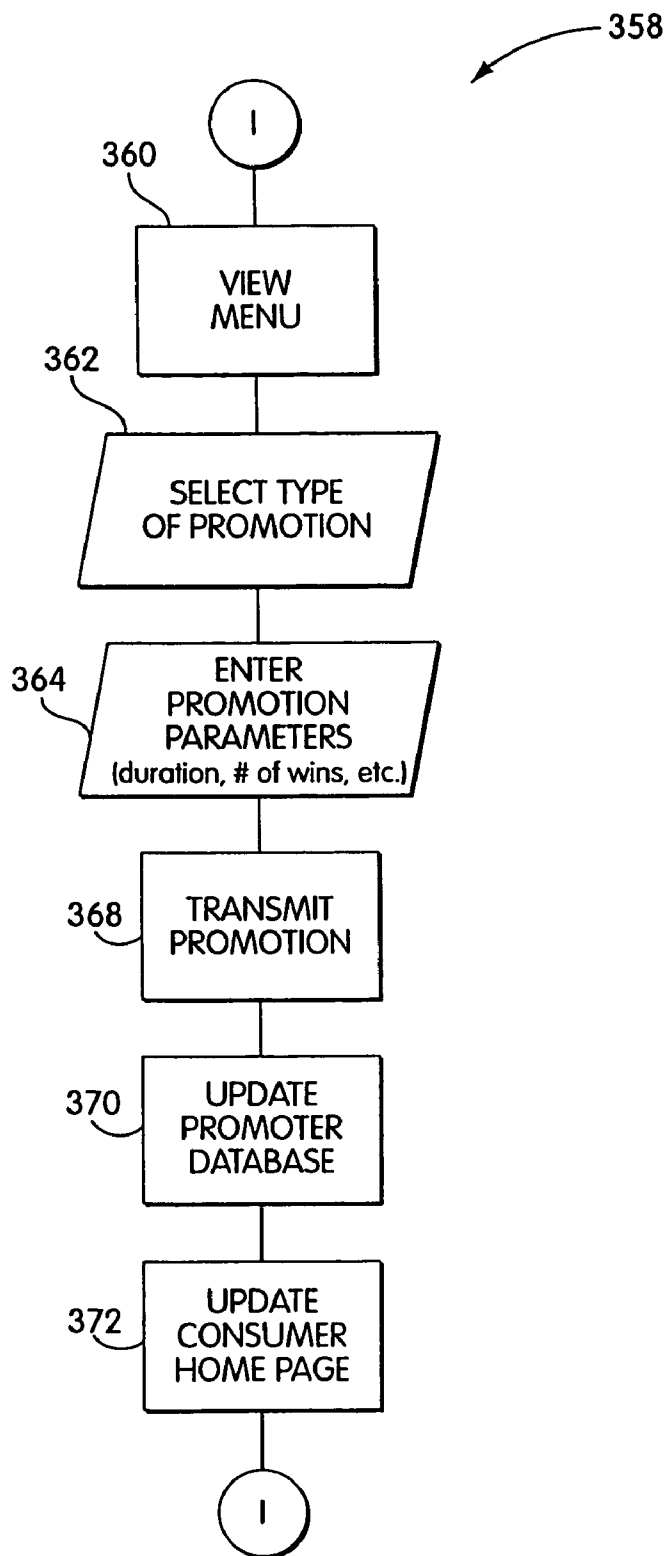 358
I
360
VIEW
MENU
362
SELECT TYPE
OF PROMOTION
364
ENTER
PROMOTION
PARAMETERS
(duration, # of wins, etc.)
368
TRANSMIT
PROMOTION
370
UPDATE
PROMOTER
DATABASE
372
UPDATE
CONSUMER
HOME PAGE
I